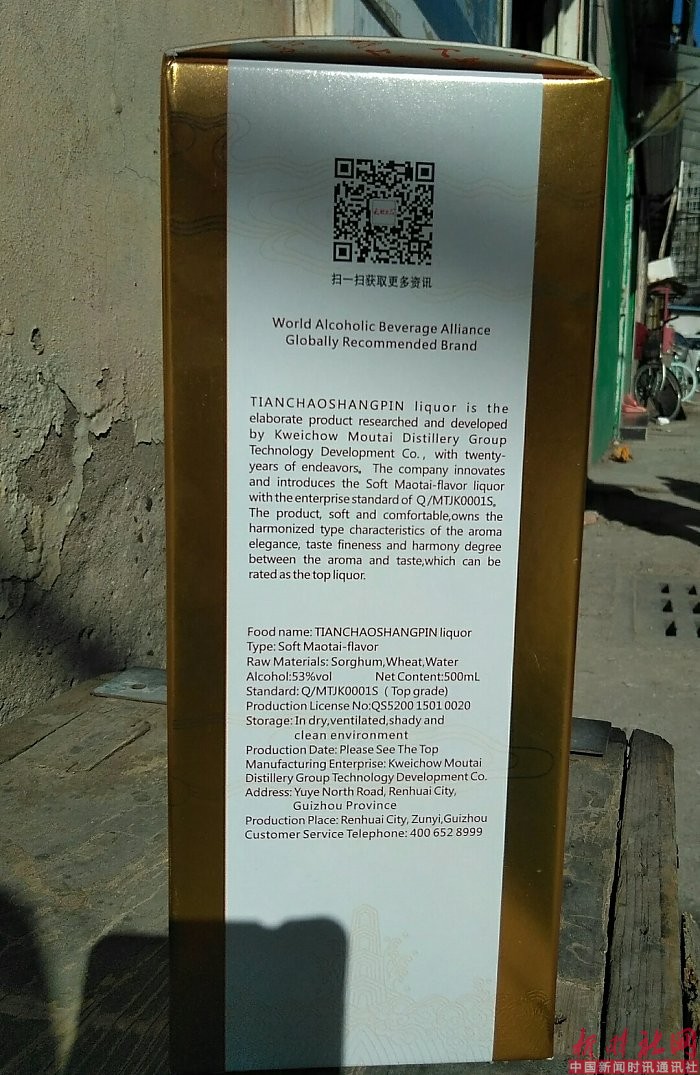 扫一扫获取更多资讯
World Alcoholic Beverage Alliance
Globally Recommended Brand
TIANCHAOSHANGPIN liquor is the
elaborate product researched and developed
by Kweichow Moutai Distillery Group
Technology Development Co., with twenty-
years of endeavors。The company innovates
and introduces the Soft Maotai-flavor liquor
with the enterprise standard of Q/MTJK0001S。
The product, soft and comfortable,owns the
harmonized type characteristics of the aroma
elegance, taste fineness and harmony degree
between the aroma and taste,which can be
rated as the top liquor.
Food name: TIANCHAOSHANGPIN liquor
Type: Soft Maotai-flavor
Raw Materials: Sorghum,Wheat,Water
Alcohol:53%vol Net Content:500mL
Standard: Q/MTJK0001S ( Top grade)
Production License No:QS5200 1501 0020
Storage: In dry,ventilated,shady and
clean environment
Production Date: Please See The Top
Manufacturing Enterprise: Kweichow Moutai
Distillery Group Technology Development Co.
Address: Yuye North Road, Renhuai City,
Guizhou Province
Production Place: Renhuai City, Zunyi,Guizhou
Customer Service Telephone: 400 652 8999
中国新闻时讯通讯社